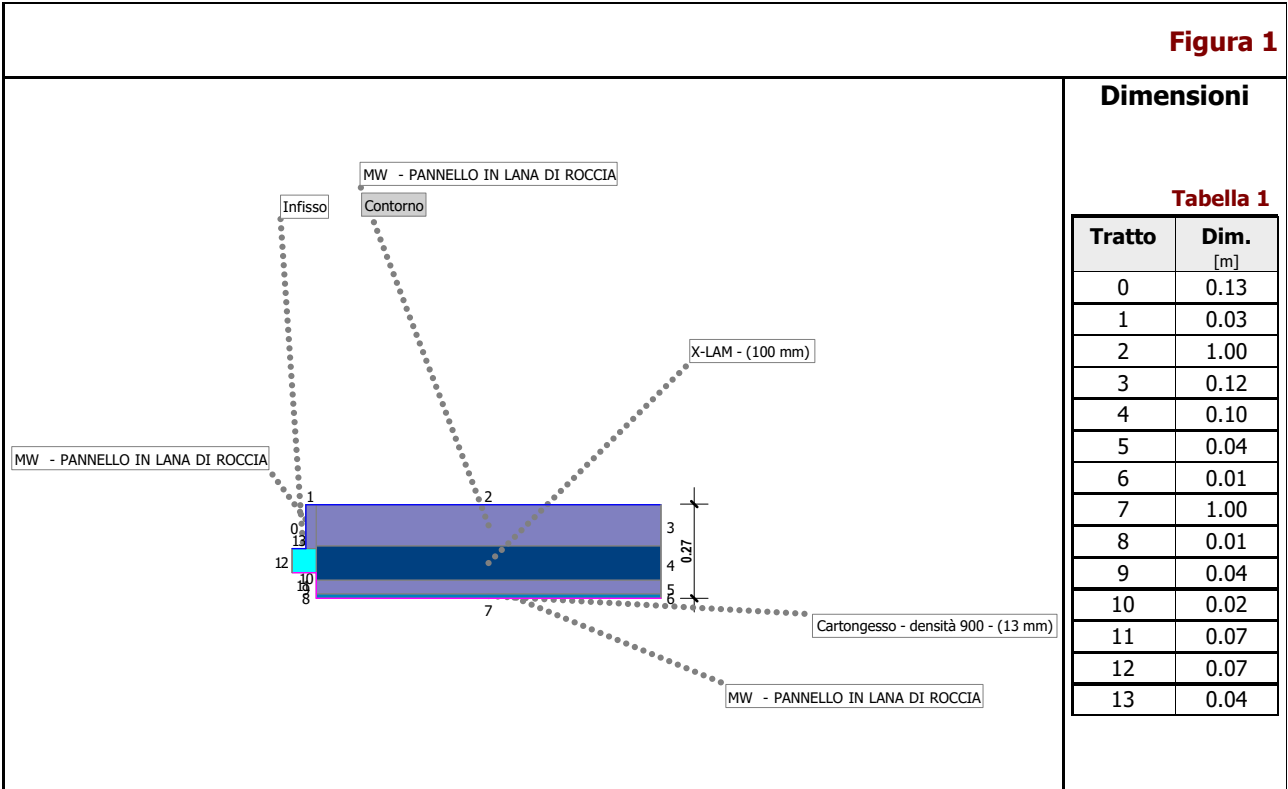 Figura 1
Dimensioni
Tabella 1
Tratto Dim.
[m]
0 0.13
1 0.03
2 1.00
3 0.12
4 0.10
5 0.04
6 0.01
7 1.00
8 0.01
9 0.04
10 0.02
11 0.07
12 0.07
13 0.04
MW - PANNELLO IN LANA DI ROCCIA
Infisso
Contorno
X-LAM - (100 mm)
MW - PANNELLO IN LANA DI ROCCIA
1
2
0
3
13
0.27
12
4
10
5
8
6
7
Cartongesso - densità 900 - (13 mm)
MW - PANNELLO IN LANA DI ROCCIA